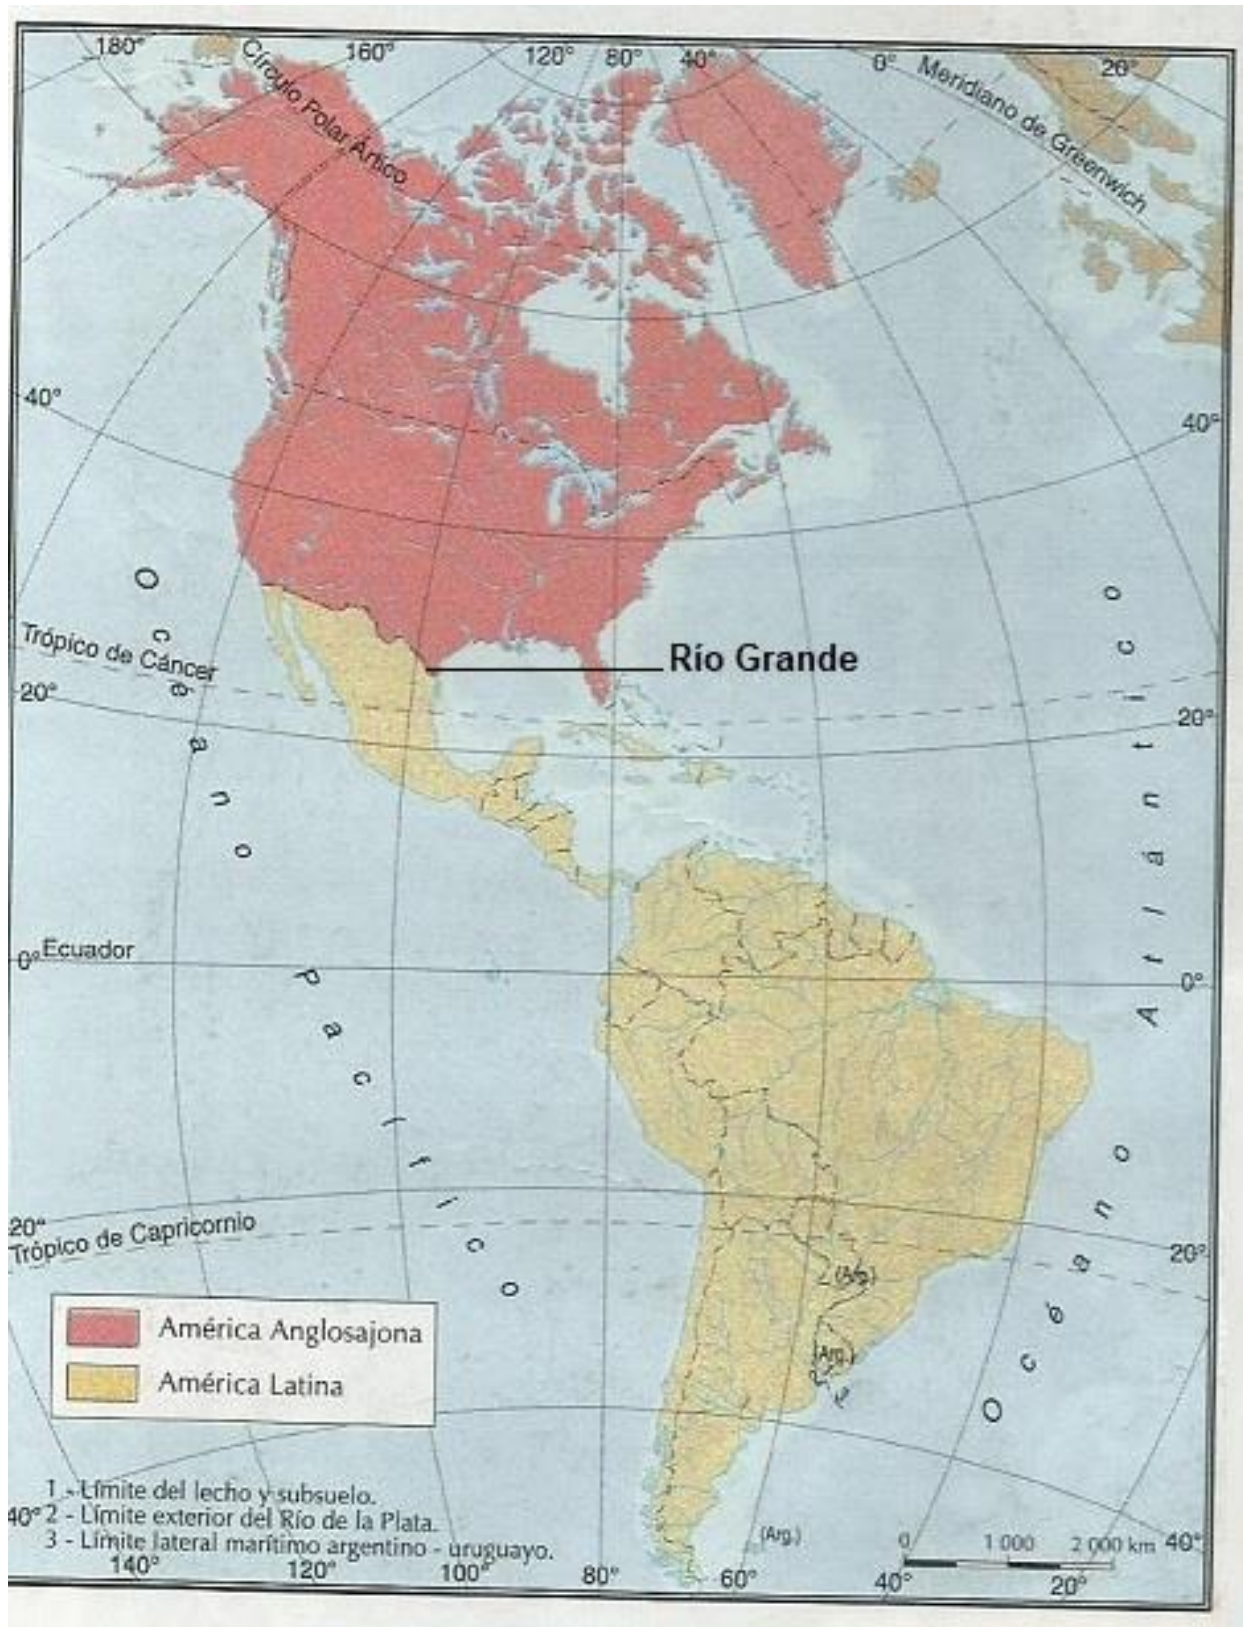 180°
160°
120°
80°
40°
0°
20°
Círculo Polar Ártico
Meridiano de Greenwich
40°
40°
Océano Pacífico
Océano Atlántico
Río Grande
Trópico de Cáncer
20°
20°
Ecuador
0°
0°
20°
Trópico de Capricornio
20°
(Arg.)
(Arg.)
América Anglosajona
América Latina
1 - Límite del lecho y subsuelo.
2 - Límite exterior del Río de la Plata.
3 - Límite lateral marítimo argentino - uruguayo.
40°
(Arg.)
0 1 000 2 000 km
40°
140°
120°
100°
80°
60°
40°
20°